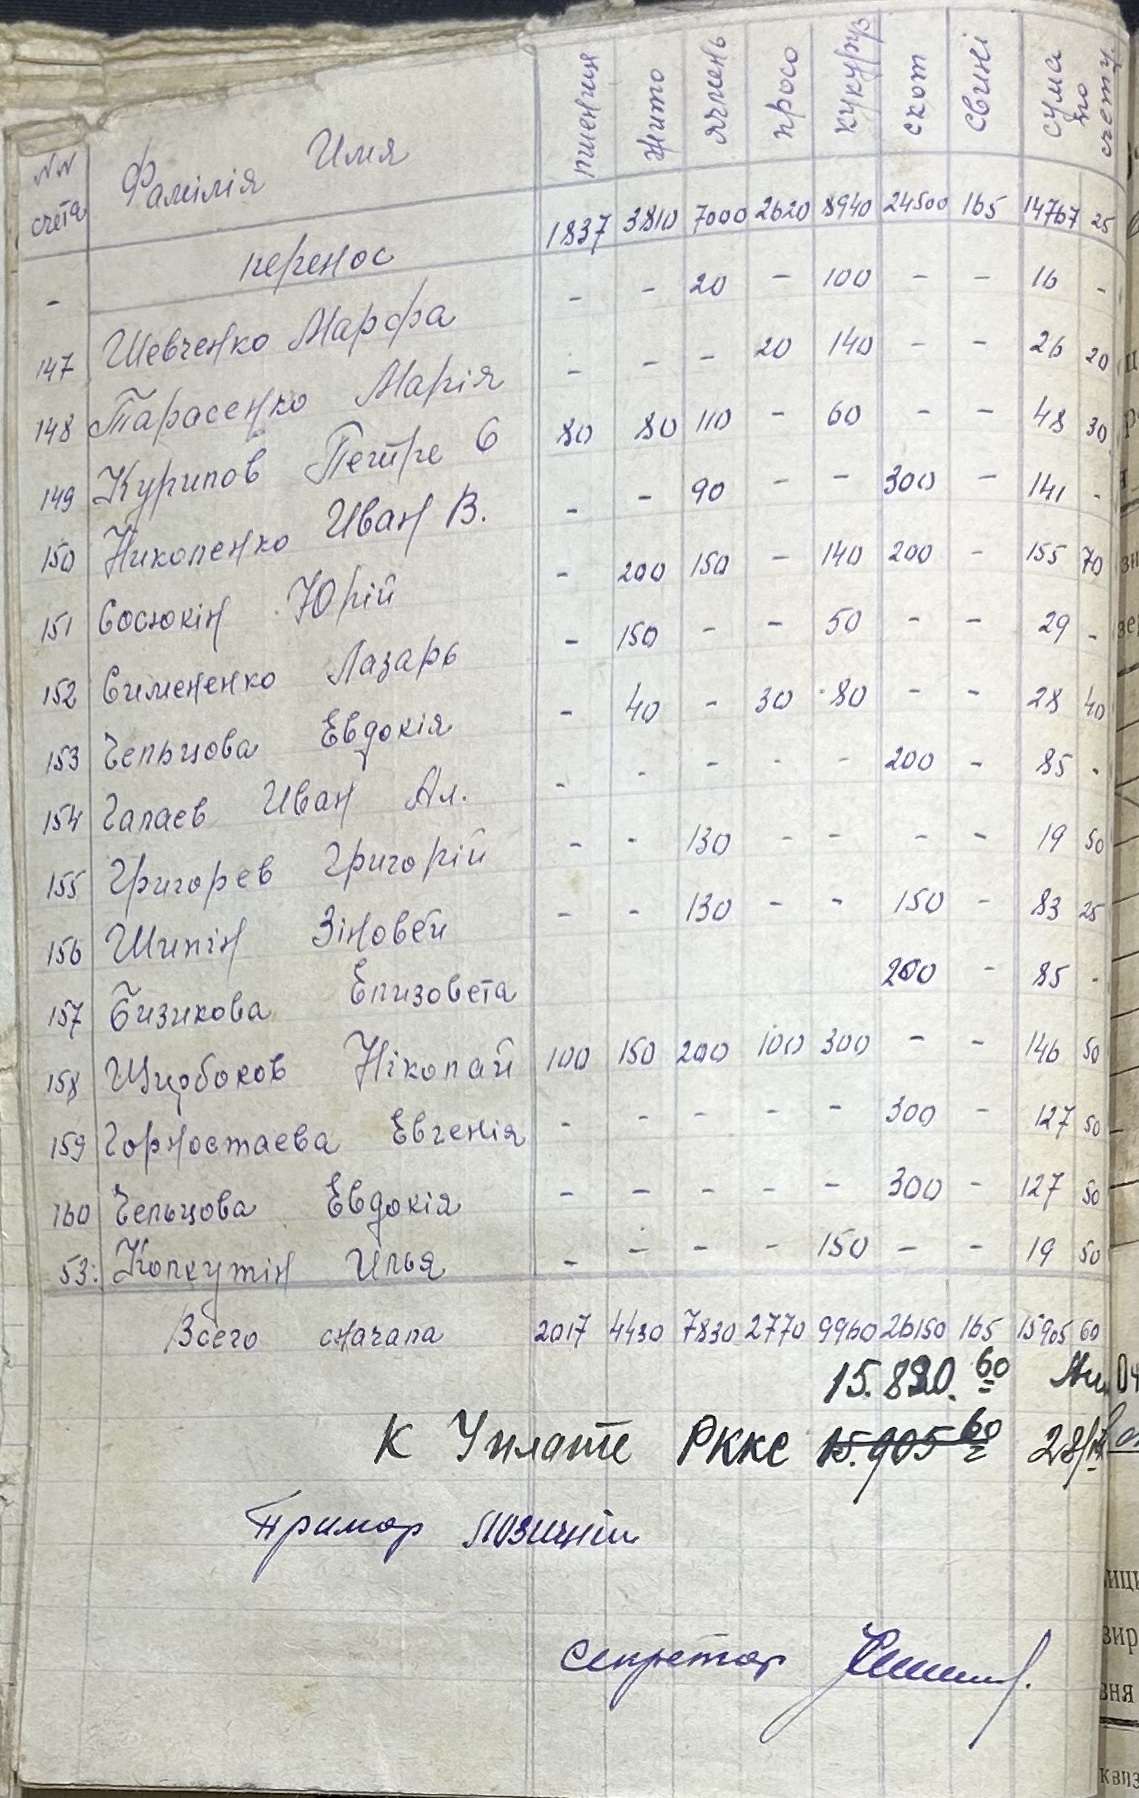 NN счета Фамілія Имя пшеница жито ячмень просо кукуруз скот свині сума по счету
- перенос 1837 3810 7000 2620 8940 24500 165 14767 25
147 Шевченко Марфа - - 20 - 100 - - 16 -
148 Тарасенко Марія - - - 20 140 - - 26 20
149 Курипов Петре С 80 80 110 - 60 - - 48 30
150 Николенко Иван В. - - 90 - - 300 - 141 -
151 Сосюкін Юрій - 200 150 - 140 200 - 155 70
152 Симененко Лазарь - 150 - - 50 - - 29 -
153 Чельцова Евдокія - 40 - 30 80 - - 28 40
154 Чапаев Иван Ал. - - - - - 200 - 85 -
155 Григорев Григорій - - 130 - - - - 19 50
156 Шипін Зіновей - - 130 - - 150 - 83 25
157 Бизикова Елизовета 200 - 85 -
158 Щирбоков Ніколай 100 150 200 100 300 - - 146 50
159 Горностаева Евгенія - - - - - 300 - 127 50
160 Чельцова Евдокія - - - - - 300 - 127 50
53: Колкутін Илья - - - - 150 - - 19 50
Всего сначала 2017 4430 7830 2770 9960 26150 165 15905 60
15.820.60
К Уплате РККС 15.905 60
Примар
секретар